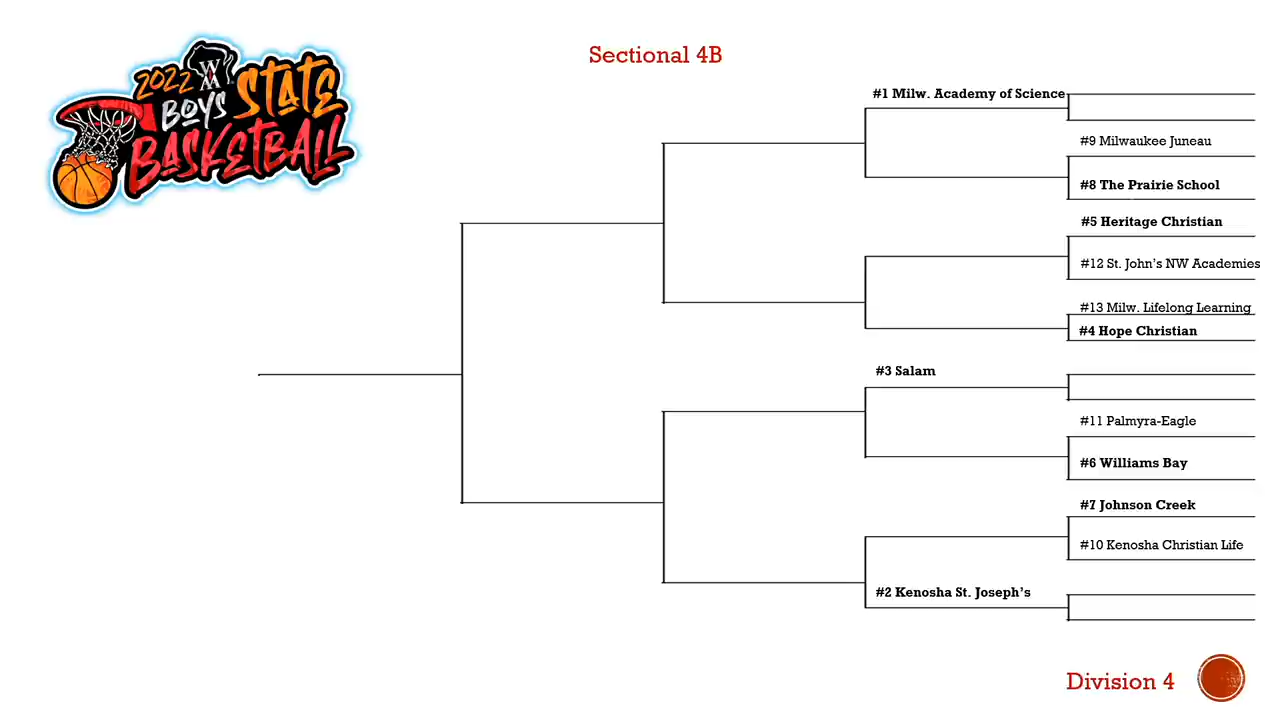 Sectional 4B
2022
WIAA
BOYS
STATE
BASKETBALL
#1 Milw. Academy of Science
#9 Milwaukee Juneau
#8 The Prairie School
#5 Heritage Christian
#12 St. John's NW Academies
#13 Milw. Lifelong Learning
#4 Hope Christian
#3 Salam
#11 Palmyra-Eagle
#6 Williams Bay
#7 Johnson Creek
#10 Kenosha Christian Life
#2 Kenosha St. Joseph's
Division 4